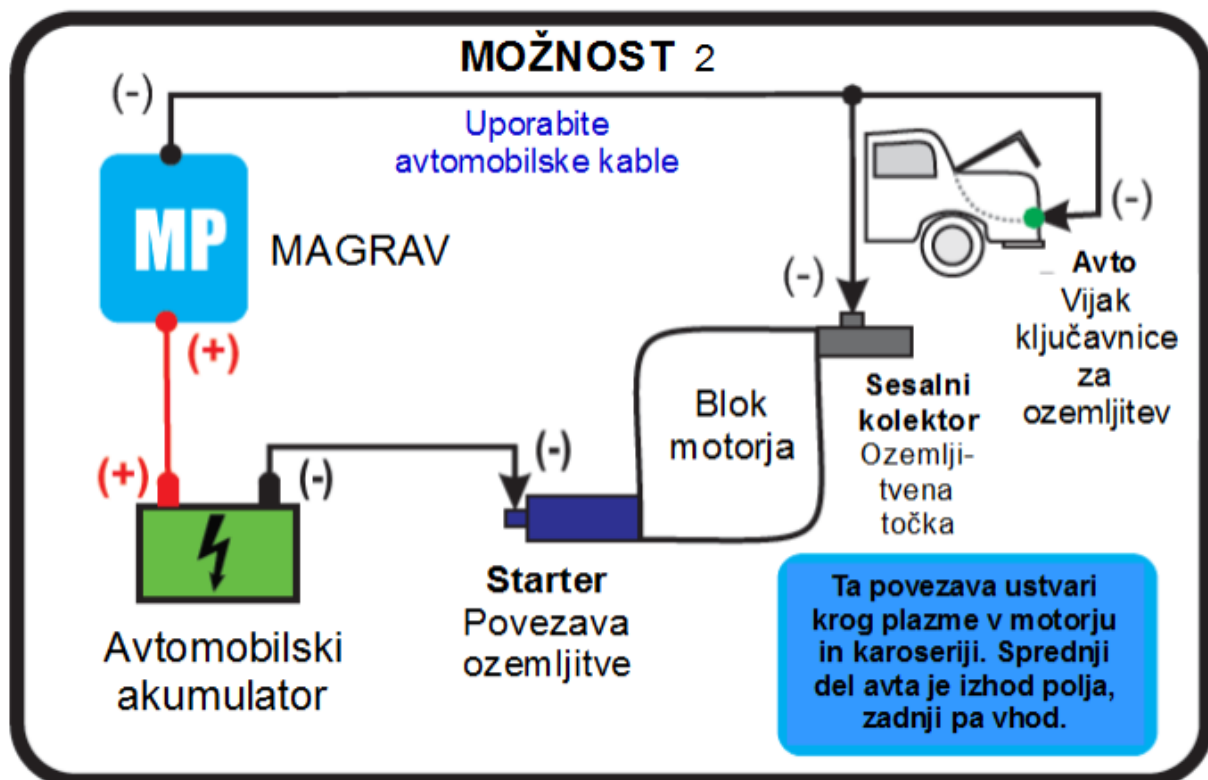 MOŽNOST 2
(-)
Uporabite
avtomobilske kable
MP
MAGRAV
(-)
(-)
_ Avto
Vijak
ključavnice
za
ozemljitev
(+)
Sesalni
kolektor
Ozemlji-
tvena
točka
Blok
motorja
(+)
(-)
(-)
Starter
Povezava
ozemljitve
Avtomobilski
akumulator
Ta povezava ustvari
krog plazme v motorju
in karoseriji. Sprednji
del avta je izhod polja,
zadnji pa vhod.